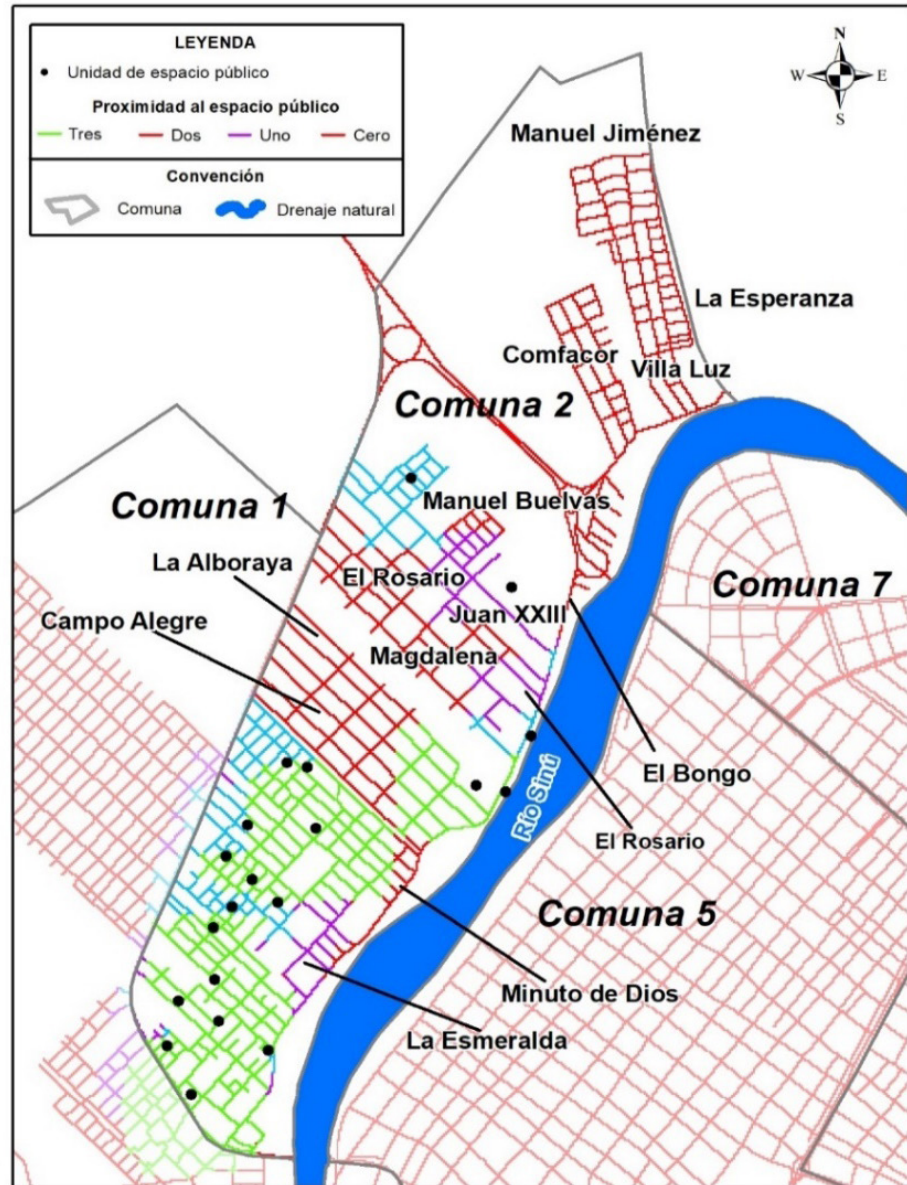 LEYENDA
Unidad de espacio público
Proximidad al espacio público
Tres Dos Uno Cero
Convención
Comuna Drenaje natural
N
W E
S
Manuel Jiménez
La Esperanza
Comfacor
Villa Luz
Comuna 2
Comuna 1
Manuel Buelvas
La Alboraya
El Rosario
Comuna 7
Campo Alegre
Juan XXIII
Magdalena
El Bongo
Río Sinú
El Rosario
Comuna 5
Minuto de Dios
La Esmeralda